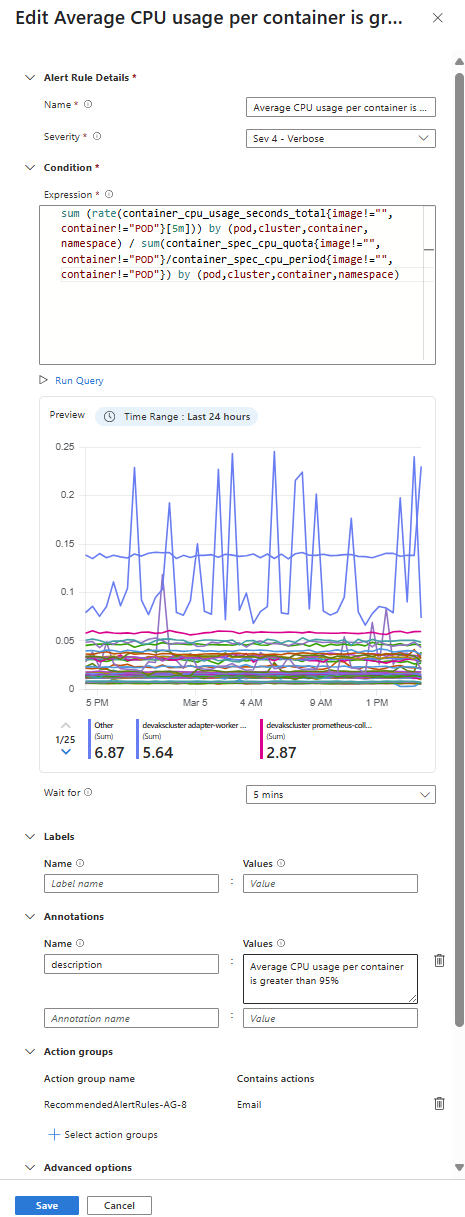 Edit Average CPU usage per container is gr...
Alert Rule Details *
Name *
Average CPU usage per container is ...
Severity *
Sev 4 - Verbose
Condition *
Expression *
sum (rate(container_cpu_usage_seconds_total{image!="",
container!="POD"}[5m])) by (pod,cluster,container,
namespace) / sum(container_spec_cpu_quota{image!="",
container!="POD"}/container_spec_cpu_period{image!="",
container!="POD"}) by (pod,cluster,container,namespace)
Run Query
Preview
Time Range : Last 24 hours
0.25
0.2
0.15
0.1
0.05
0
5 PM Mar 5 4 AM 9 AM 1 PM
1/25
Other
(Sum)
6.87
devakscluster adapter-worker ...
(Sum)
5.64
devakscluster prometheus-coll...
(Sum)
2.87
Wait for
5 mins
Labels
Name Values
Label name : Value
Annotations
Name Values
description : Average CPU usage per container
is greater than 95%
Annotation name : Value
Action groups
Action group name Contains actions
RecommendedAlertRules-AG-8 Email
Select action groups
Advanced options
Save Cancel